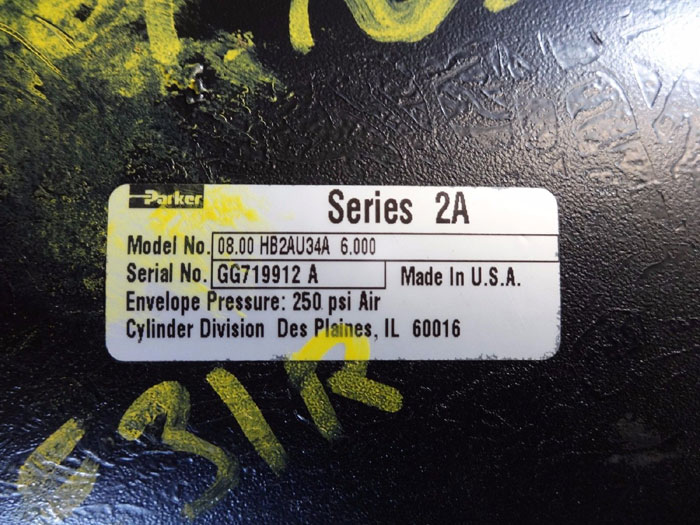 Parker
Series 2A
Model No. 08.00 HB2AU34A 6.000
Serial No. GG719912 A
Made In U.S.A.
Envelope Pressure: 250 psi Air
Cylinder Division Des Plaines, IL 60016
31R